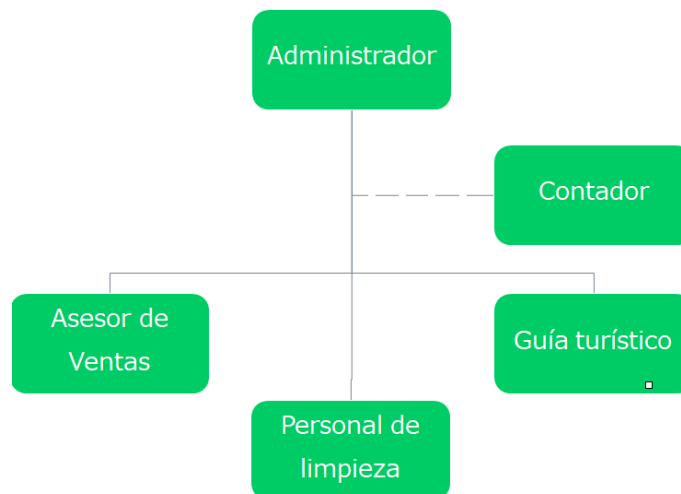 Administrador
Contador
Asesor de
Ventas
Guía turístico
Personal de
limpieza